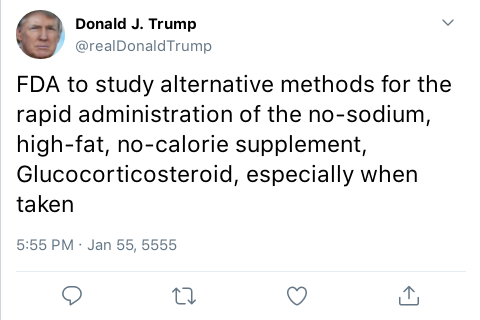 Donald J. Trump
@realDonaldTrump
FDA to study alternative methods for the
rapid administration of the no-sodium,
high-fat, no-calorie supplement,
Glucocorticosteroid, especially when
taken
5:55 PM · Jan 55, 5555